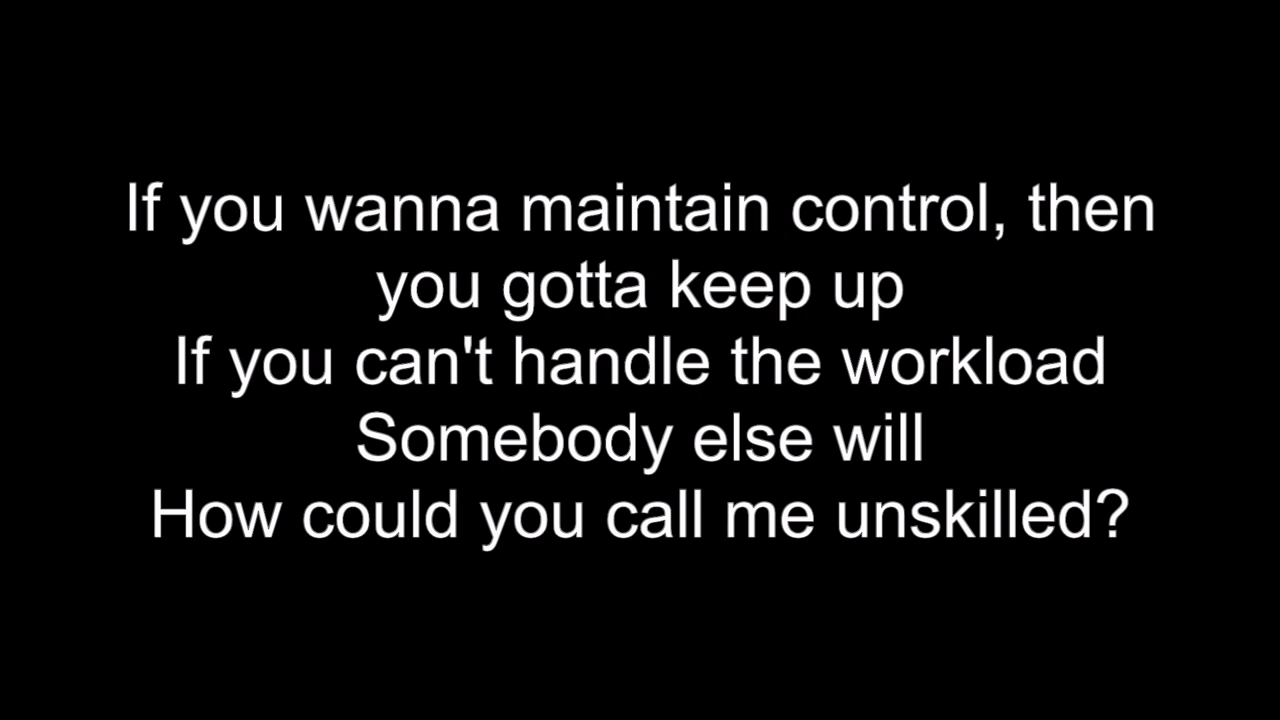 If you wanna maintain control, then
you gotta keep up
If you can't handle the workload
Somebody else will
How could you call me unskilled?